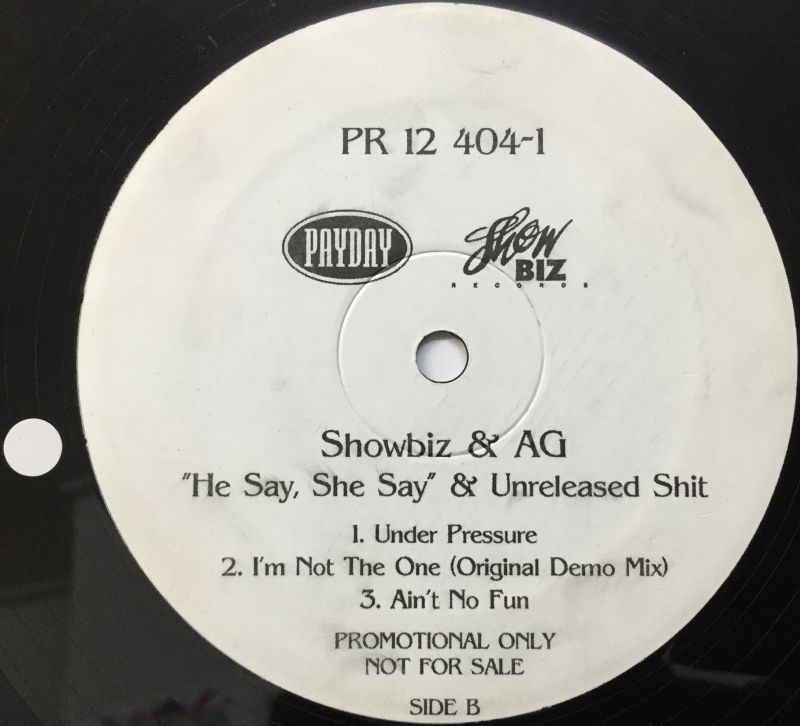 PR 12 404-1
PAYDAY
Show
BIZ
RECORDS
Showbiz & AG
"He Say, She Say" & Unreleased Shit
1. Under Pressure
2. I'm Not The One (Original Demo Mix)
3. Ain't No Fun
PROMOTIONAL ONLY
NOT FOR SALE
SIDE B